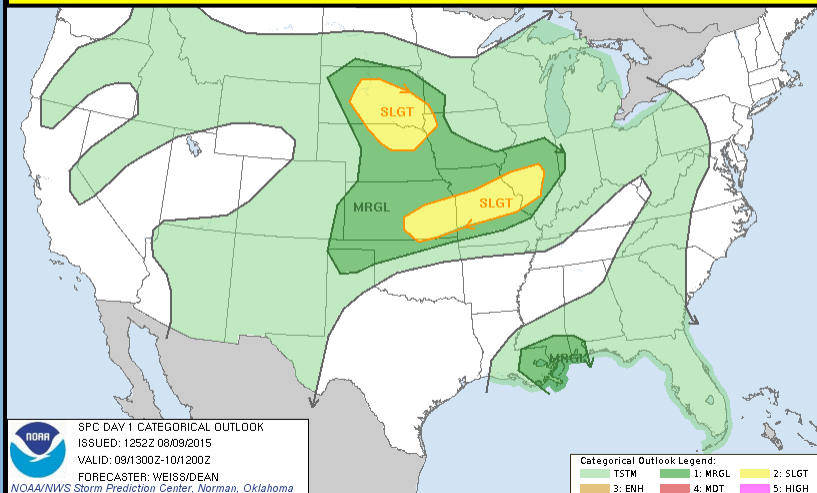 SLGT
MRGL
SLGT
MRGL
NOAA
SPC DAY 1 CATEGORICAL OUTLOOK
ISSUED: 1252Z 08/09/2015
VALID: 09/1300Z-10/1200Z
FORECASTER: WEISS/DEAN
NOAA/NWS Storm Prediction Center, Norman, Oklahoma
Categorical Outlook Legend:
TSTM 1: MRGL 2: SLGT
3: ENH 4: MDT 5: HIGH